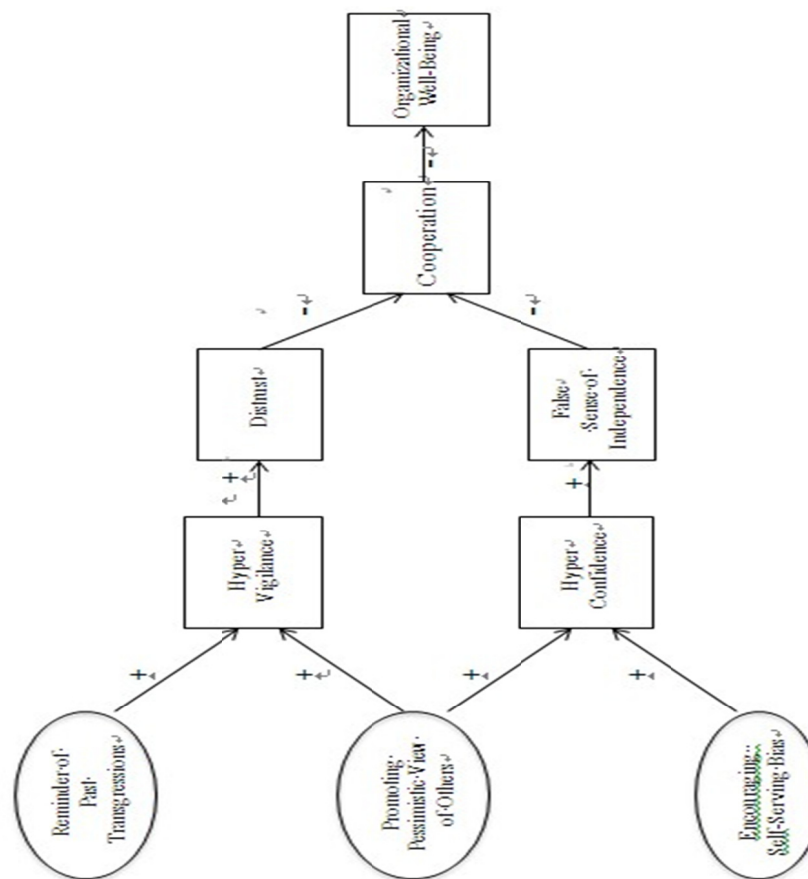 Reminder of
Past
Transgressions
Promoting
Pessimistic View
of Others
Encouraging
Self-Serving Bias
+
+
+
+
Hyper
Vigilance
Hyper
Confidence
+
+
Distrust
False
Sense of
Independence
-
-
Cooperation
-
Organizational
Well-Being